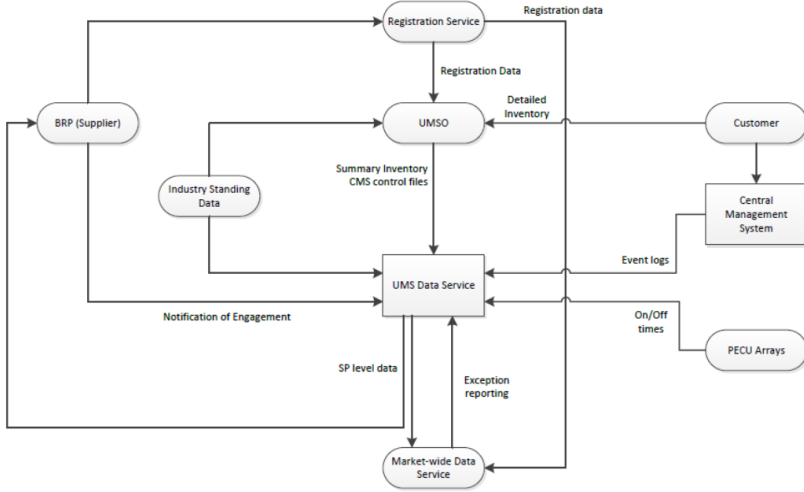 Registration data
Registration Service
Registration Data
Detailed
Inventory
BRP (Supplier)
UMSO
Customer
Summary Inventory
CMS control files
Industry Standing
Data
Central
Management
System
Event logs
UMS Data Service
Notification of Engagement
On/Off
times
PECU Arrays
SP level data
Exception
reporting
Market-wide Data
Service